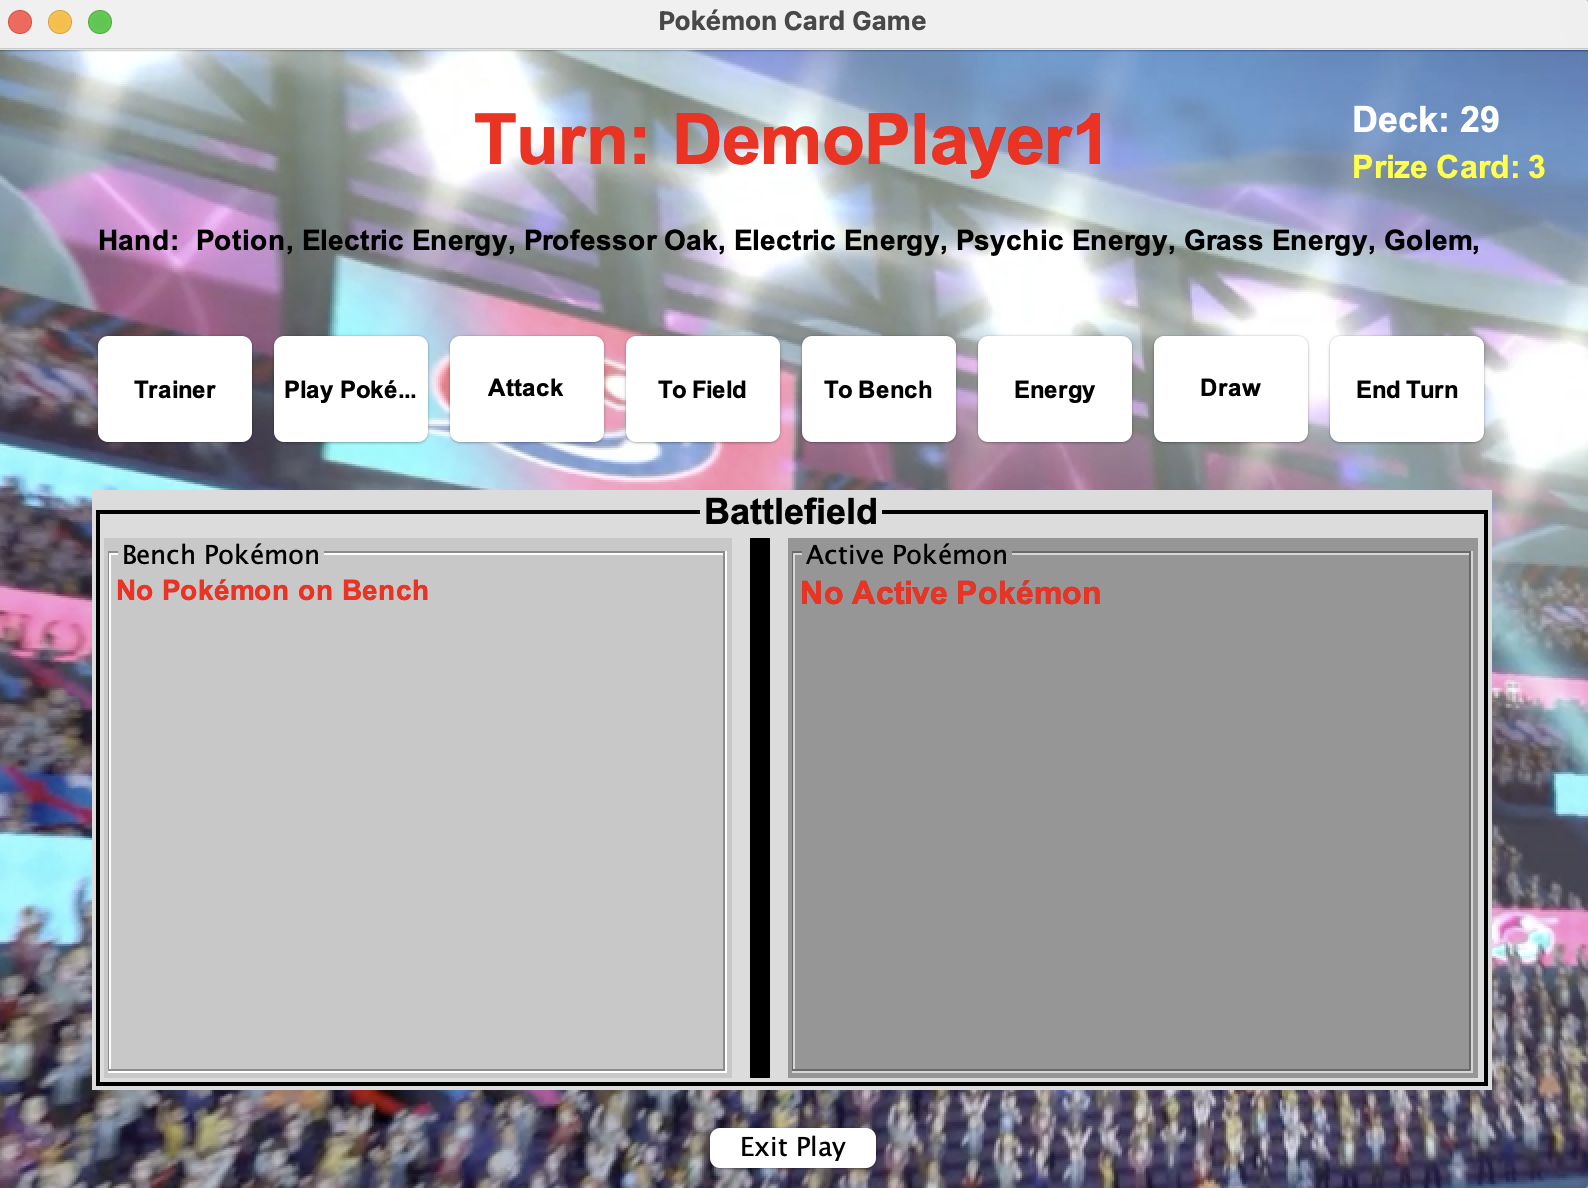 Pokémon Card Game
Turn: DemoPlayer1
Deck: 29
Prize Card: 3
Hand: Potion, Electric Energy, Professor Oak, Electric Energy, Psychic Energy, Grass Energy, Golem,
Trainer
Play Poké...
Attack
To Field
To Bench
Energy
Draw
End Turn
Battlefield
Bench Pokémon
No Pokémon on Bench
Active Pokémon
No Active Pokémon
Exit Play